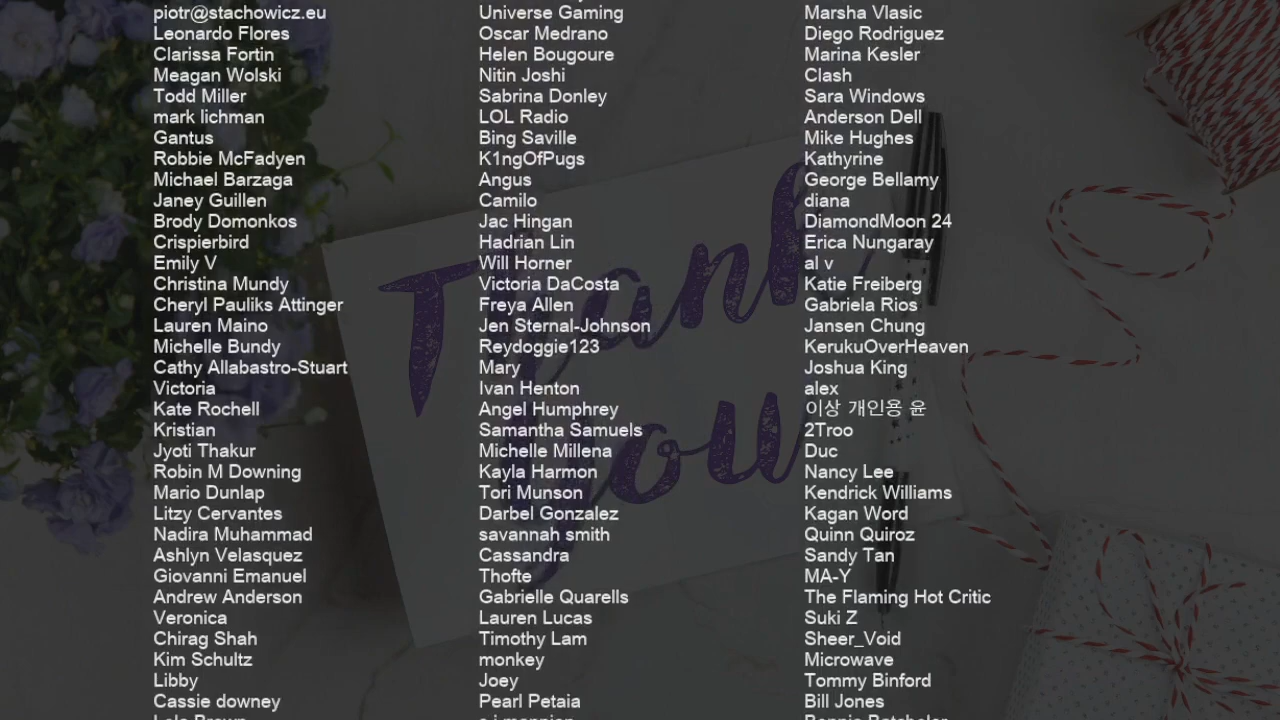 piotr@stachowicz.eu
Leonardo Flores
Clarissa Fortin
Meagan Wolski
Todd Miller
mark lichman
Gantus
Robbie McFadyen
Michael Barzaga
Janey Guillen
Brody Domonkos
Crispierbird
Emily V
Christina Mundy
Cheryl Pauliks Attinger
Lauren Maino
Michelle Bundy
Cathy Allabastro-Stuart
Victoria
Kate Rochell
Kristian
Jyoti Thakur
Robin M Downing
Mario Dunlap
Litzy Cervantes
Nadira Muhammad
Ashlyn Velasquez
Giovanni Emanuel
Andrew Anderson
Veronica
Chirag Shah
Kim Schultz
Libby
Cassie downey
Universe Gaming
Oscar Medrano
Helen Bougoure
Nitin Joshi
Sabrina Donley
LOL Radio
Bing Saville
K1ngOfPugs
Angus
Camilo
Jac Hingan
Hadrian Lin
Will Horner
Victoria DaCosta
Freya Allen
Jen Sternal-Johnson
Reydoggie123
Mary
Ivan Henton
Angel Humphrey
Samantha Samuels
Michelle Millena
Kayla Harmon
Tori Munson
Darbel Gonzalez
savannah smith
Cassandra
Thofte
Gabrielle Quarells
Lauren Lucas
Timothy Lam
monkey
Joey
Pearl Petaia
Marsha Vlasic
Diego Rodriguez
Marina Kesler
Clash
Sara Windows
Anderson Dell
Mike Hughes
Kathyrine
George Bellamy
diana
DiamondMoon 24
Erica Nungaray
al v
Katie Freiberg
Gabriela Rios
Jansen Chung
KerukuOverHeaven
Joshua King
alex
이상 개인용 윤
2Troo
Duc
Nancy Lee
Kendrick Williams
Kagan Word
Quinn Quiroz
Sandy Tan
MA-Y
The Flaming Hot Critic
Suki Z
Sheer_Void
Microwave
Tommy Binford
Bill Jones
Thank
you